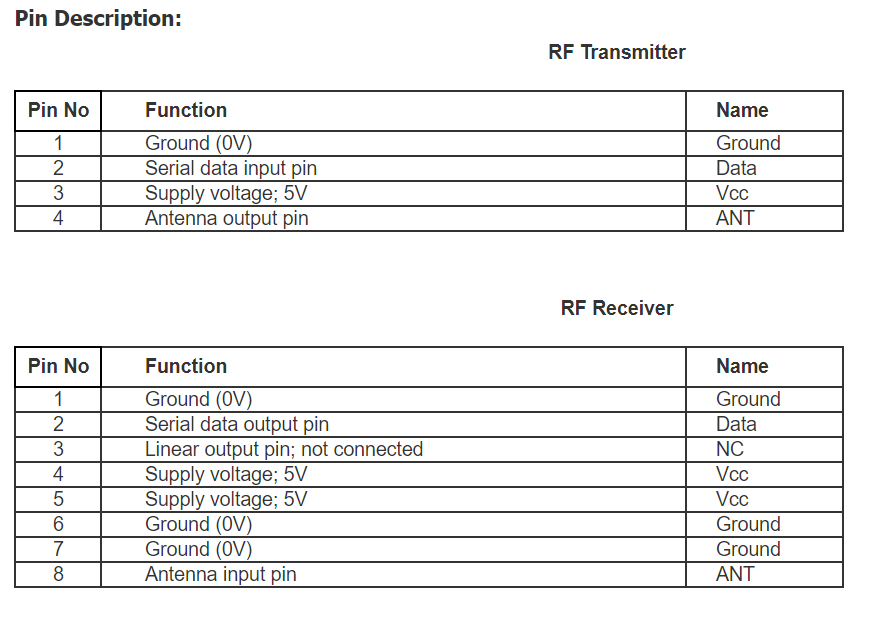 Pin Description:
RF Transmitter
Pin No Function Name
1 Ground (0V) Ground
2 Serial data input pin Data
3 Supply voltage; 5V Vcc
4 Antenna output pin ANT
RF Receiver
Pin No Function Name
1 Ground (0V) Ground
2 Serial data output pin Data
3 Linear output pin; not connected NC
4 Supply voltage; 5V Vcc
5 Supply voltage; 5V Vcc
6 Ground (0V) Ground
7 Ground (0V) Ground
8 Antenna input pin ANT